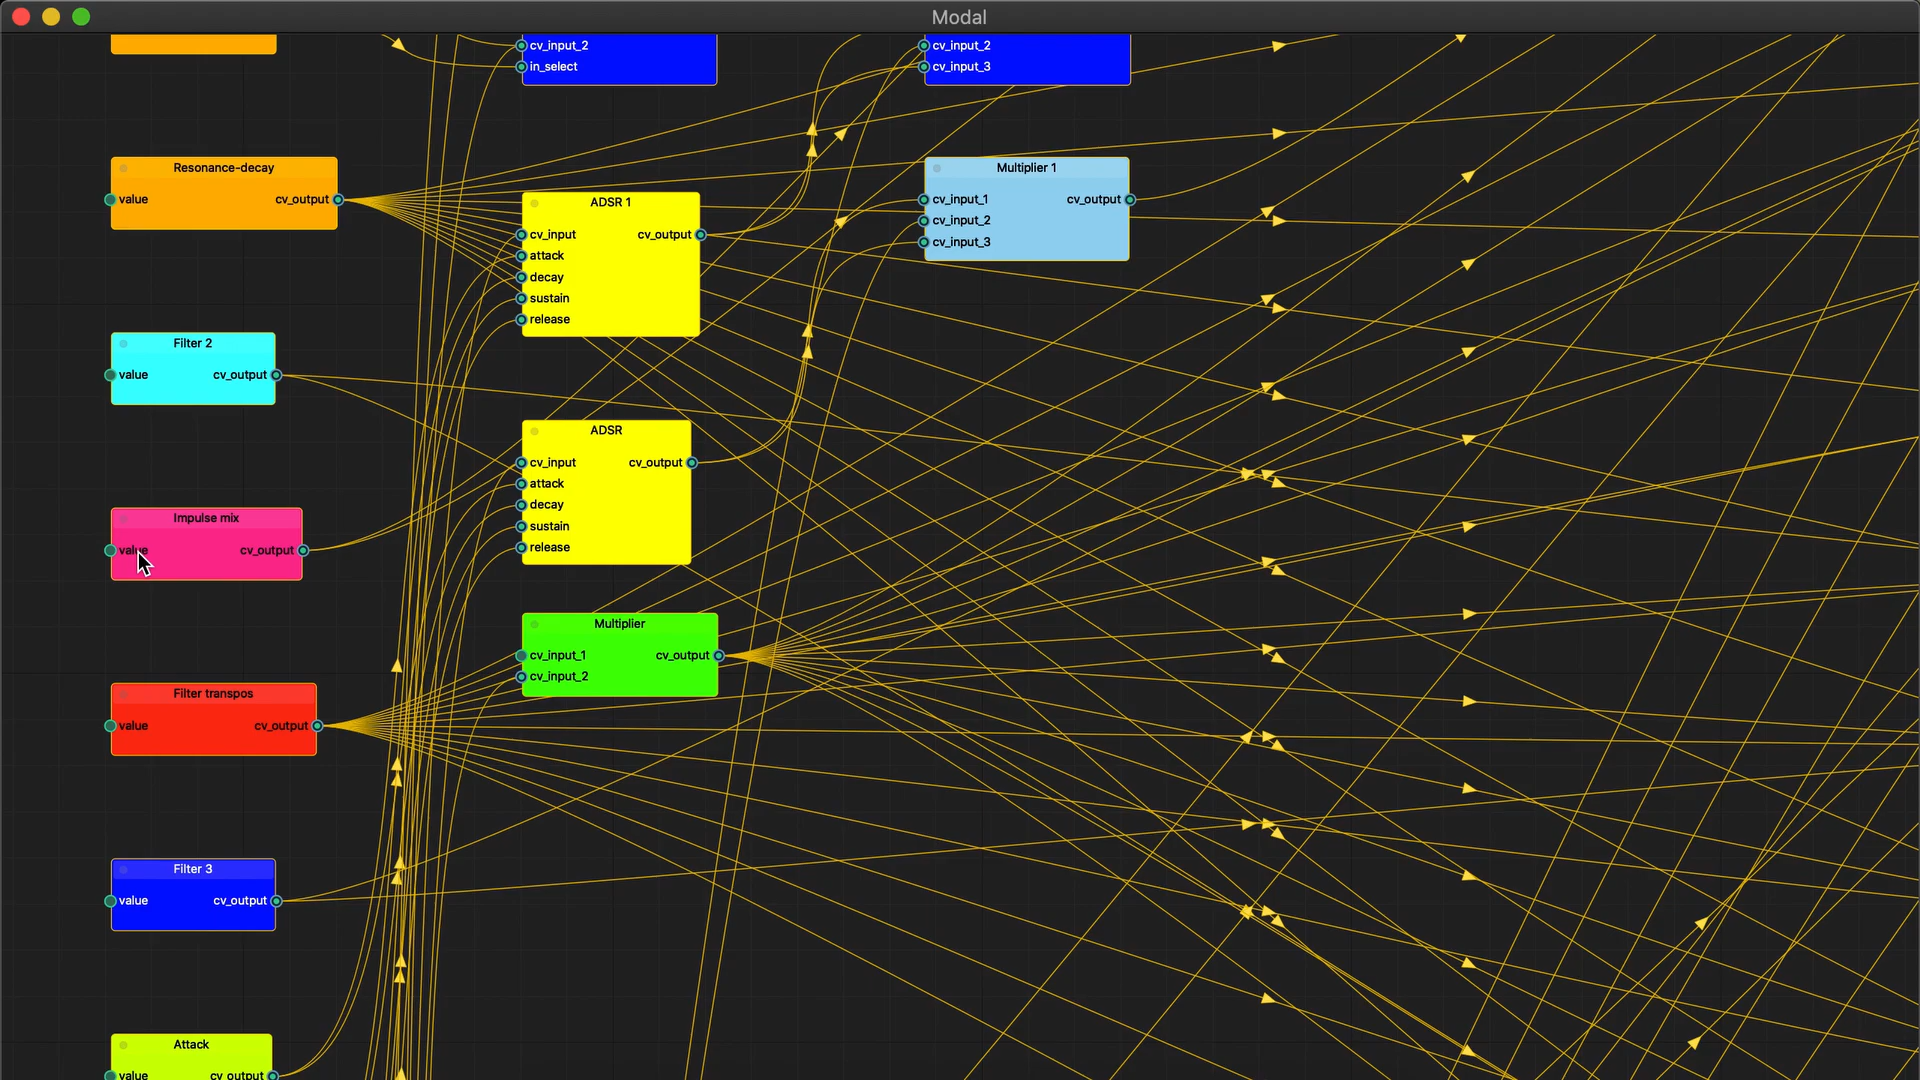 Modal
cv_input_2
in_select
cv_input_2
cv_input_3
Resonance-decay
value cv_output
ADSR 1
cv_input cv_output
attack
decay
sustain
release
Multiplier 1
cv_input_1 cv_output
cv_input_2
cv_input_3
Filter 2
value cv_output
ADSR
cv_input cv_output
attack
decay
sustain
release
Impulse mix
value cv_output
Multiplier
cv_input_1 cv_output
cv_input_2
Filter transpos
value cv_output
Filter 3
value cv_output
Attack
value cv_output